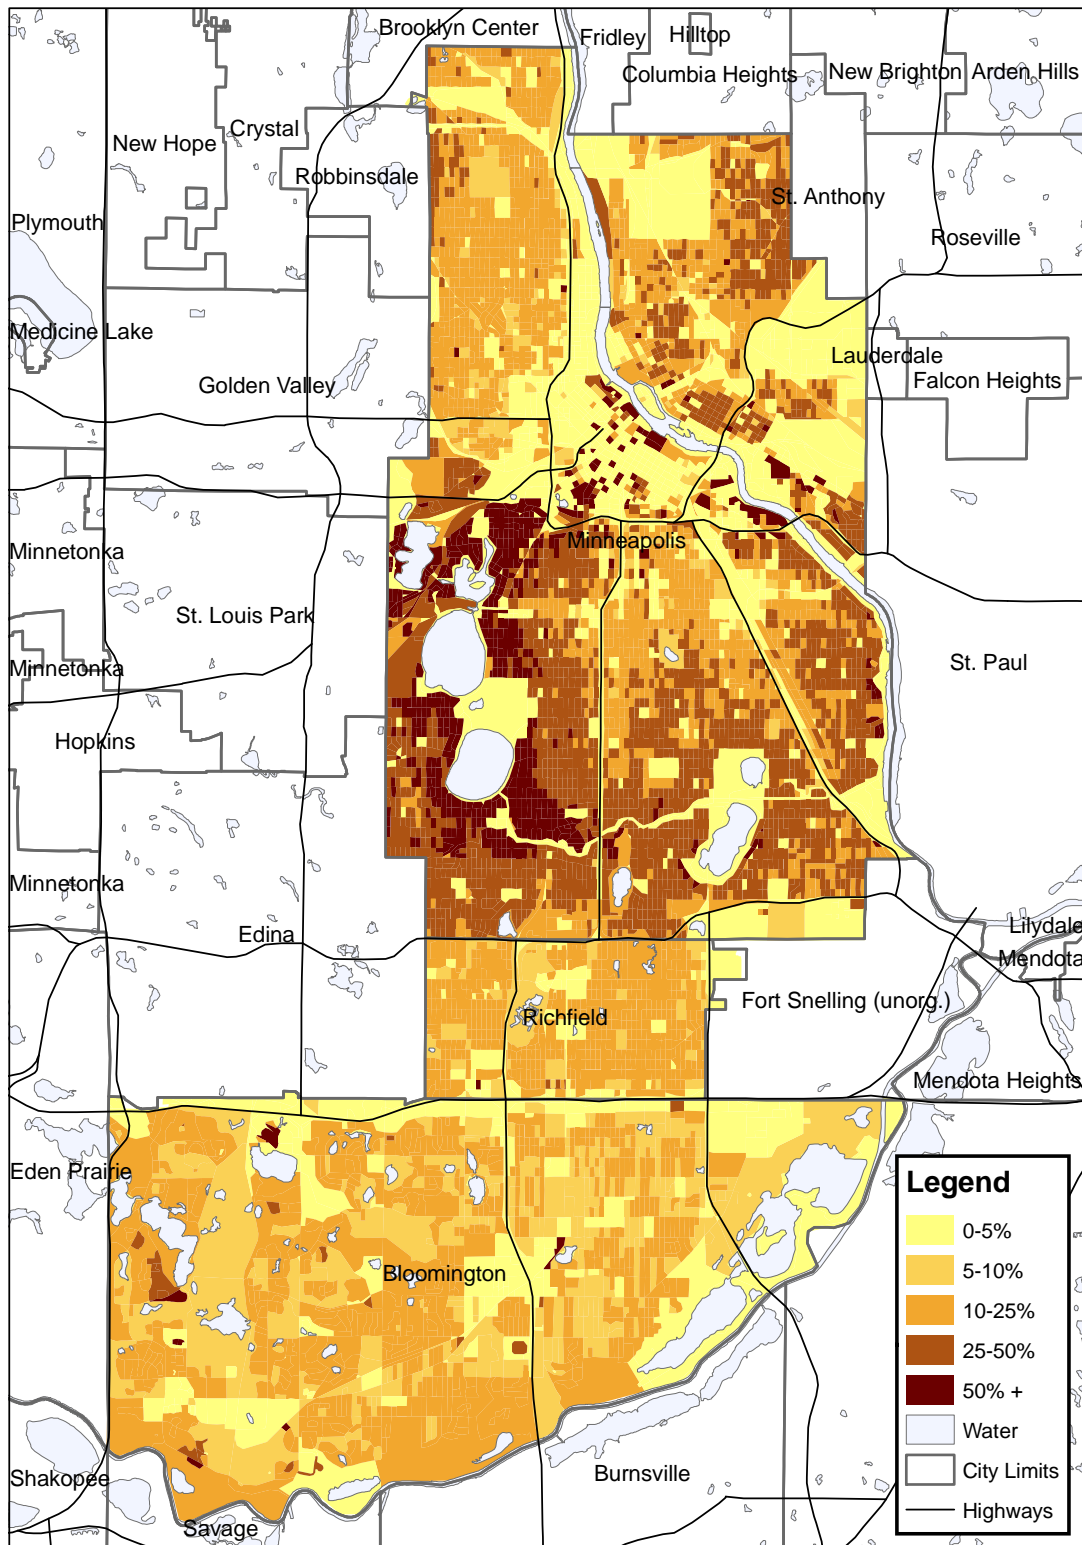 Brooklyn Center
Fridley
Hilltop
Columbia Heights
New Brighton
Arden Hills
New Hope
Crystal
Robbinsdale
St. Anthony
Plymouth
Roseville
Medicine Lake
Lauderdale
Golden Valley
Falcon Heights
Minnetonka
Minneapolis
St. Louis Park
Minnetonka
St. Paul
Hopkins
Minnetonka
Edina
Lilydale
Mendota
Fort Snelling (unorg.)
Richfield
Mendota Heights
Eden Prairie
Bloomington
Shakopee
Burnsville
Savage
Legend
0-5%
5-10%
10-25%
25-50%
50% +
Water
City Limits
Highways